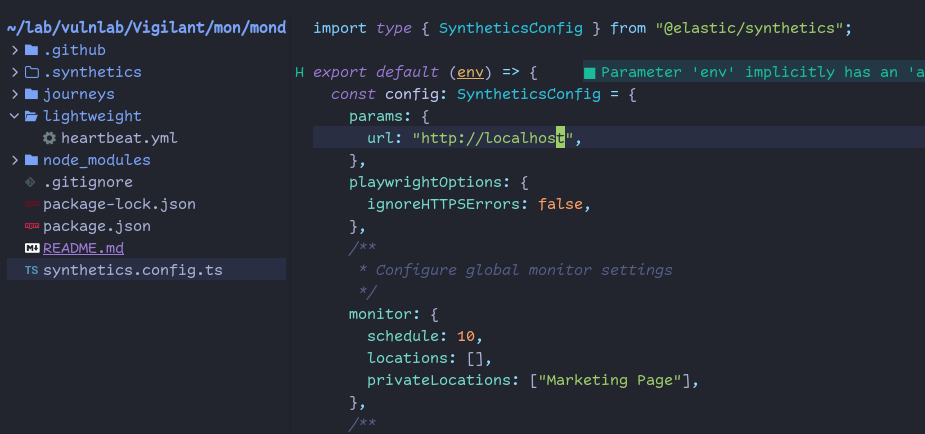 ~/lab/vulnlab/Vigilant/mon/mond
.github
.synthetics
journeys
lightweight
heartbeat.yml
node_modules
.gitignore
package-lock.json
package.json
README.md
TS synthetics.config.ts
import type { SyntheticsConfig } from "@elastic/synthetics";
H export default (env) => { Parameter 'env' implicitly has an 'a
const config: SyntheticsConfig = {
params: {
url: "http://localhost",
},
playwrightOptions: {
ignoreHTTPSErrors: false,
},
/**
* Configure global monitor settings
*/
monitor: {
schedule: 10,
locations: [],
privateLocations: ["Marketing Page"],
},
/**